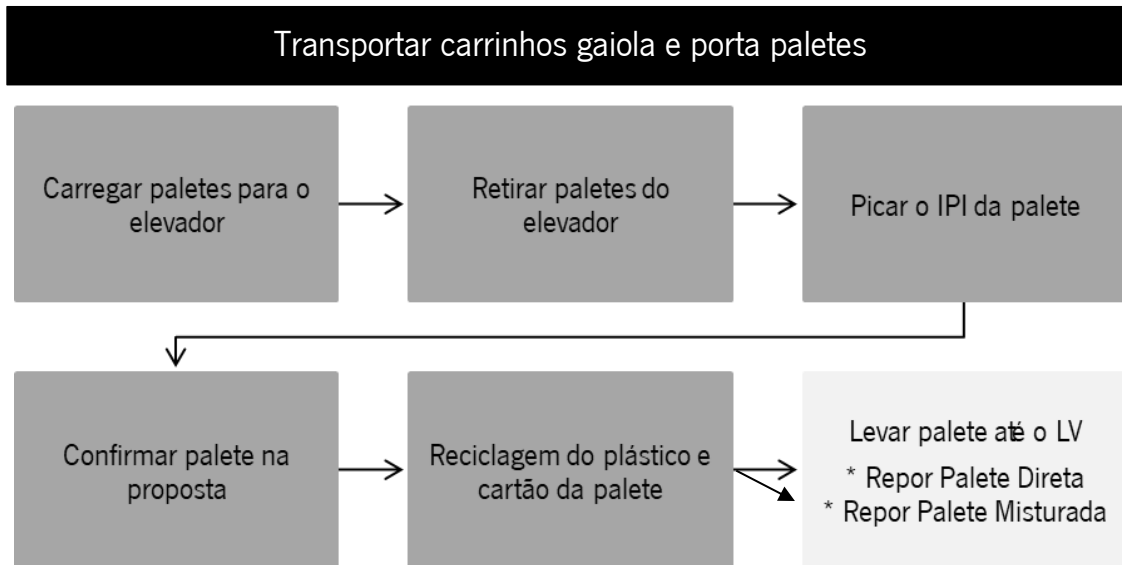 Transportar carrinhos gaiola e porta paletes
Carregar paletes para o
elevador
Retirar paletes do
elevador
Picar o IPI da palete
Confirmar palete na
proposta
Reciclagem do plástico e
cartão da palete
Levar palete até o LV
* Repor Palete Direta
* Repor Palete Misturada